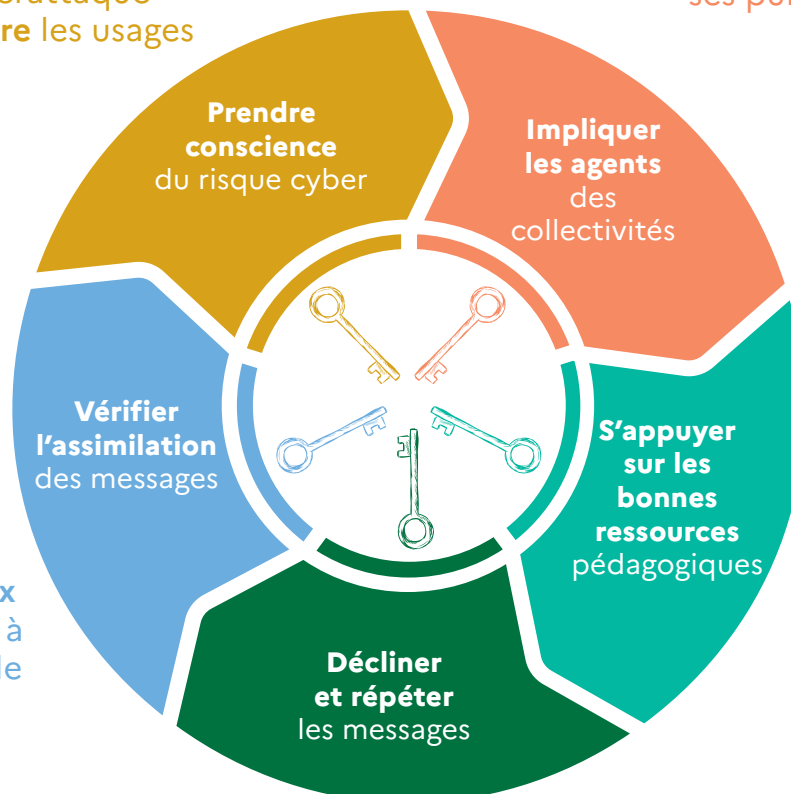 re les usages
Prendre
conscience
du risque cyber
Impliquer
les agents
des
collectivités
S'appuyer
sur les
bonnes
ressources
pédagogiques
Décliner
et répéter
les messages
Vérifier
l'assimilation
des messages
x
à
le